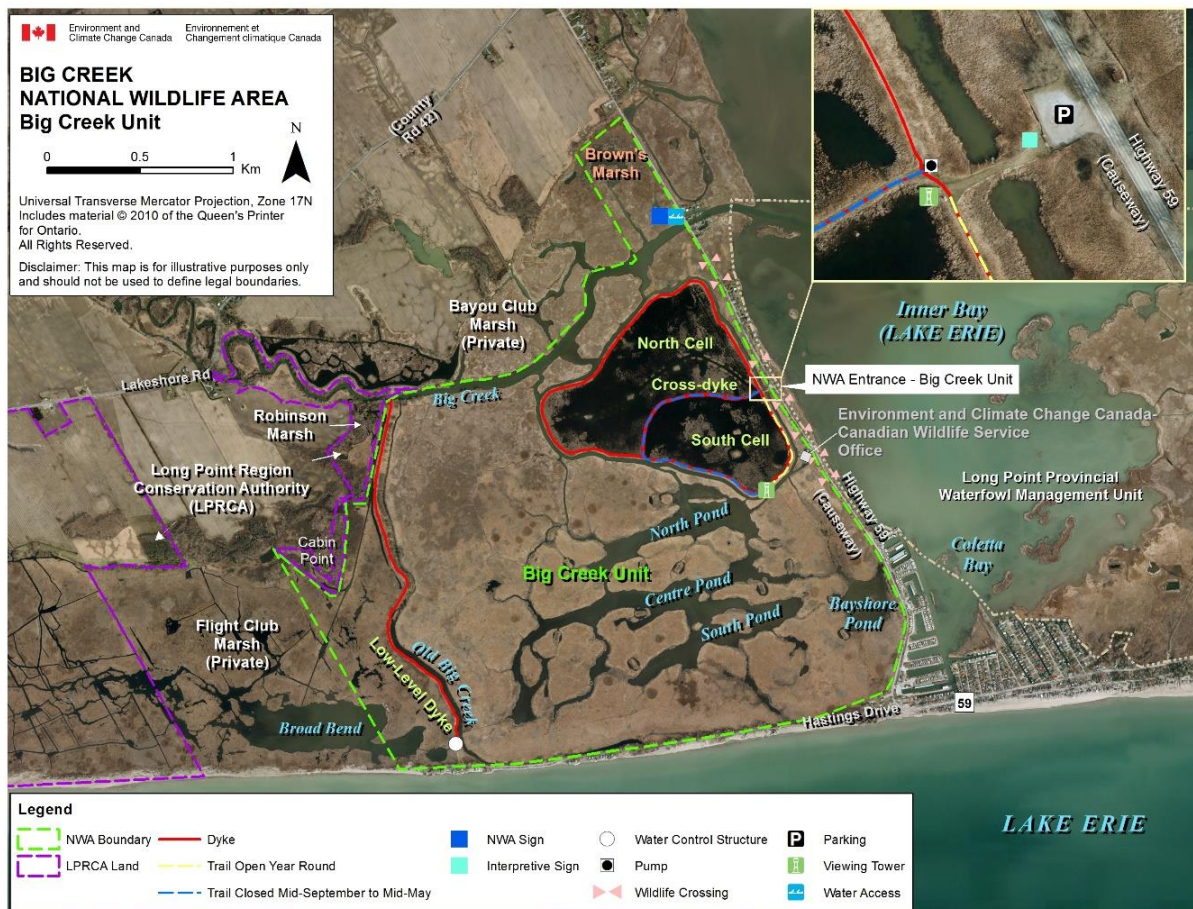 Environment and
Climate Change Canada
Environnement et
Changement climatique Canada
BIG CREEK
NATIONAL WILDLIFE AREA
Big Creek Unit
N
0 0.5 1
Km
Universal Transverse Mercator Projection, Zone 17N
Includes material © 2010 of the Queen's Printer
for Ontario.
All Rights Reserved.
Disclaimer: This map is for illustrative purposes only
and should not be used to define legal boundaries.
(County
Rd 42)
Brown's
Marsh
P
Highway 59
(Causeway)
Bayou Club
Marsh
(Private)
Inner Bay
(LAKE ERIE)
North Cell
Lakeshore Rd
Cross-dyke
NWA Entrance - Big Creek Unit
Big Creek
Robinson
Marsh
South Cell
Environment and Climate Change Canada-
Canadian Wildlife Service
Office
Long Point Region
Conservation Authority
(LPRCA)
Highway 59
(Causeway)
Long Point Provincial
Waterfowl Management Unit
North Pond
Cabin
Point
Coletta
Bay
Big Creek Unit
Centre Pond
Bayshore
Pond
South Pond
Flight Club
Marsh
(Private)
Old Big Creek
Low-Level Dyke
Broad Bend
Hastings Drive
59
LAKE ERIE
Legend
NWA Boundary
LPRCA Land
Dyke
Trail Open Year Round
Trail Closed Mid-September to Mid-May
NWA Sign
Interpretive Sign
Water Control Structure
Pump
Wildlife Crossing
P
Parking
Viewing Tower
Water Access